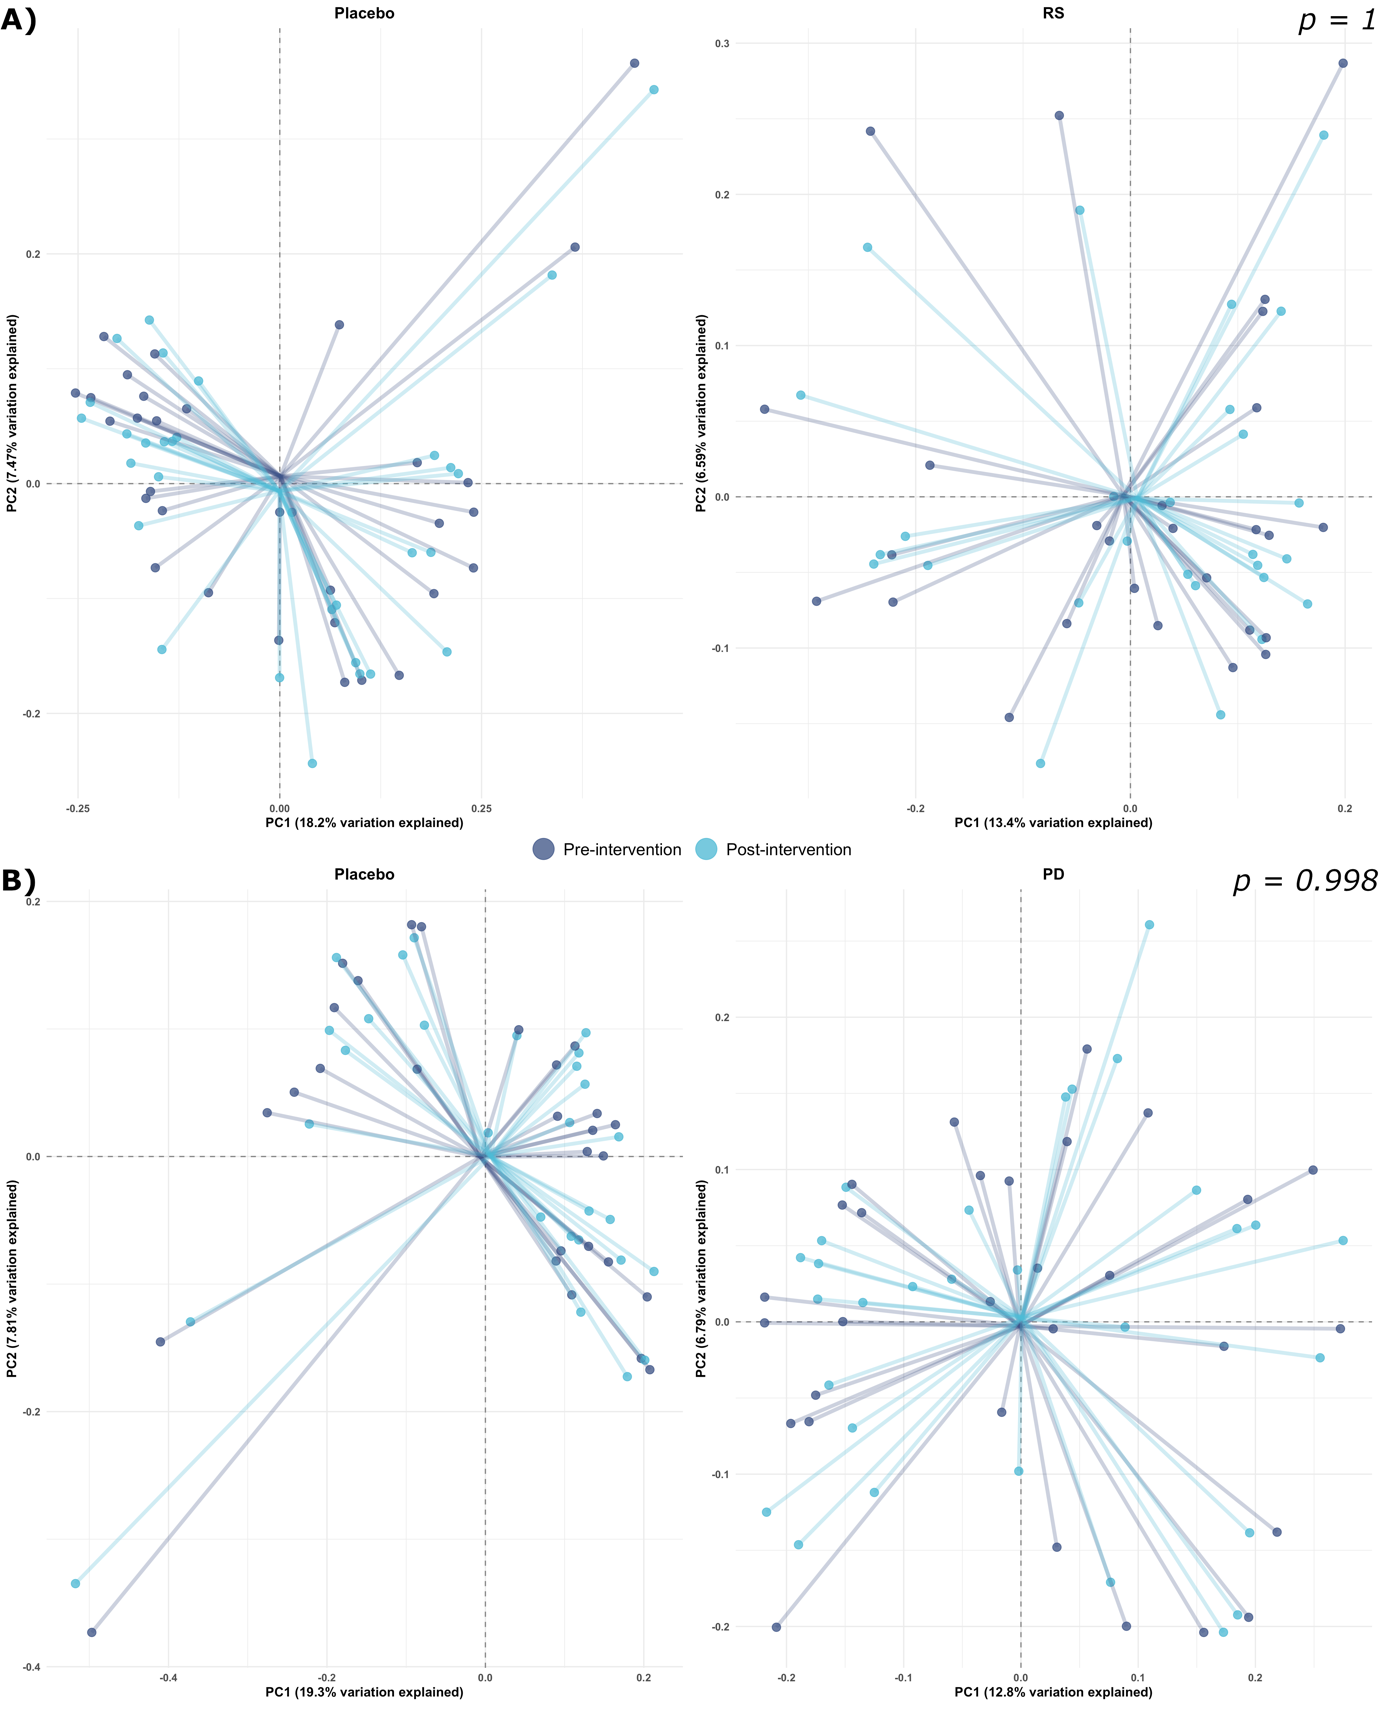 A)
Placebo
RS
p = 1
0.2
0.0
-0.2
PC2 (7.47% variation explained)
-0.25
0.00
0.25
PC1 (18.2% variation explained)
0.3
0.2
0.1
0.0
-0.1
PC2 (6.59% variation explained)
-0.2
0.0
0.2
PC1 (13.4% variation explained)
Pre-intervention
Post-intervention
B)
Placebo
PD
p = 0.998
0.2
0.0
-0.2
-0.4
PC2 (7.81% variation explained)
-0.4
-0.2
0.0
0.2
PC1 (19.3% variation explained)
0.2
0.1
0.0
-0.1
-0.2
PC2 (6.79% variation explained)
-0.2
-0.1
0.0
0.1
0.2
PC1 (12.8% variation explained)